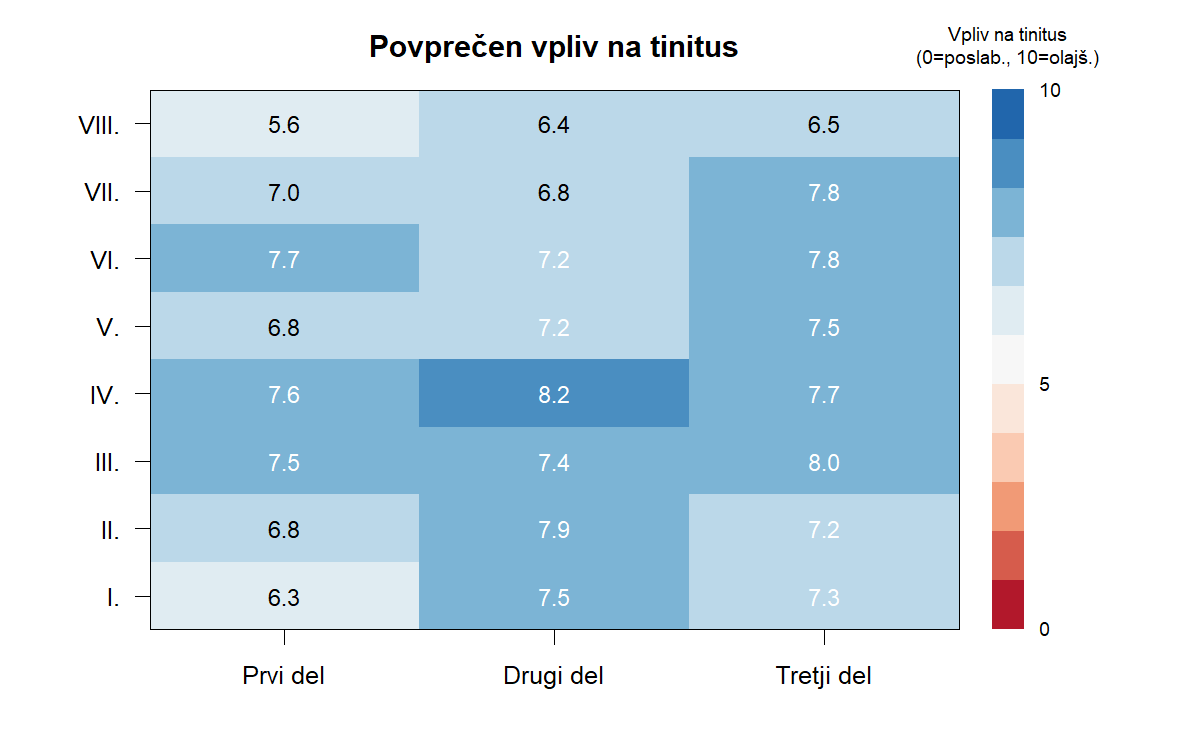 Povprečen vpliv na tinitus
Vpliv na tinitus
(0=poslab., 10=olajš.)
VIII. 5.6 6.4 6.5
VII. 7.0 6.8 7.8
VI. 7.7 7.2 7.8
V. 6.8 7.2 7.5
IV. 7.6 8.2 7.7
III. 7.5 7.4 8.0
II. 6.8 7.9 7.2
I. 6.3 7.5 7.3
Prvi del Drugi del Tretji del
10
5
0